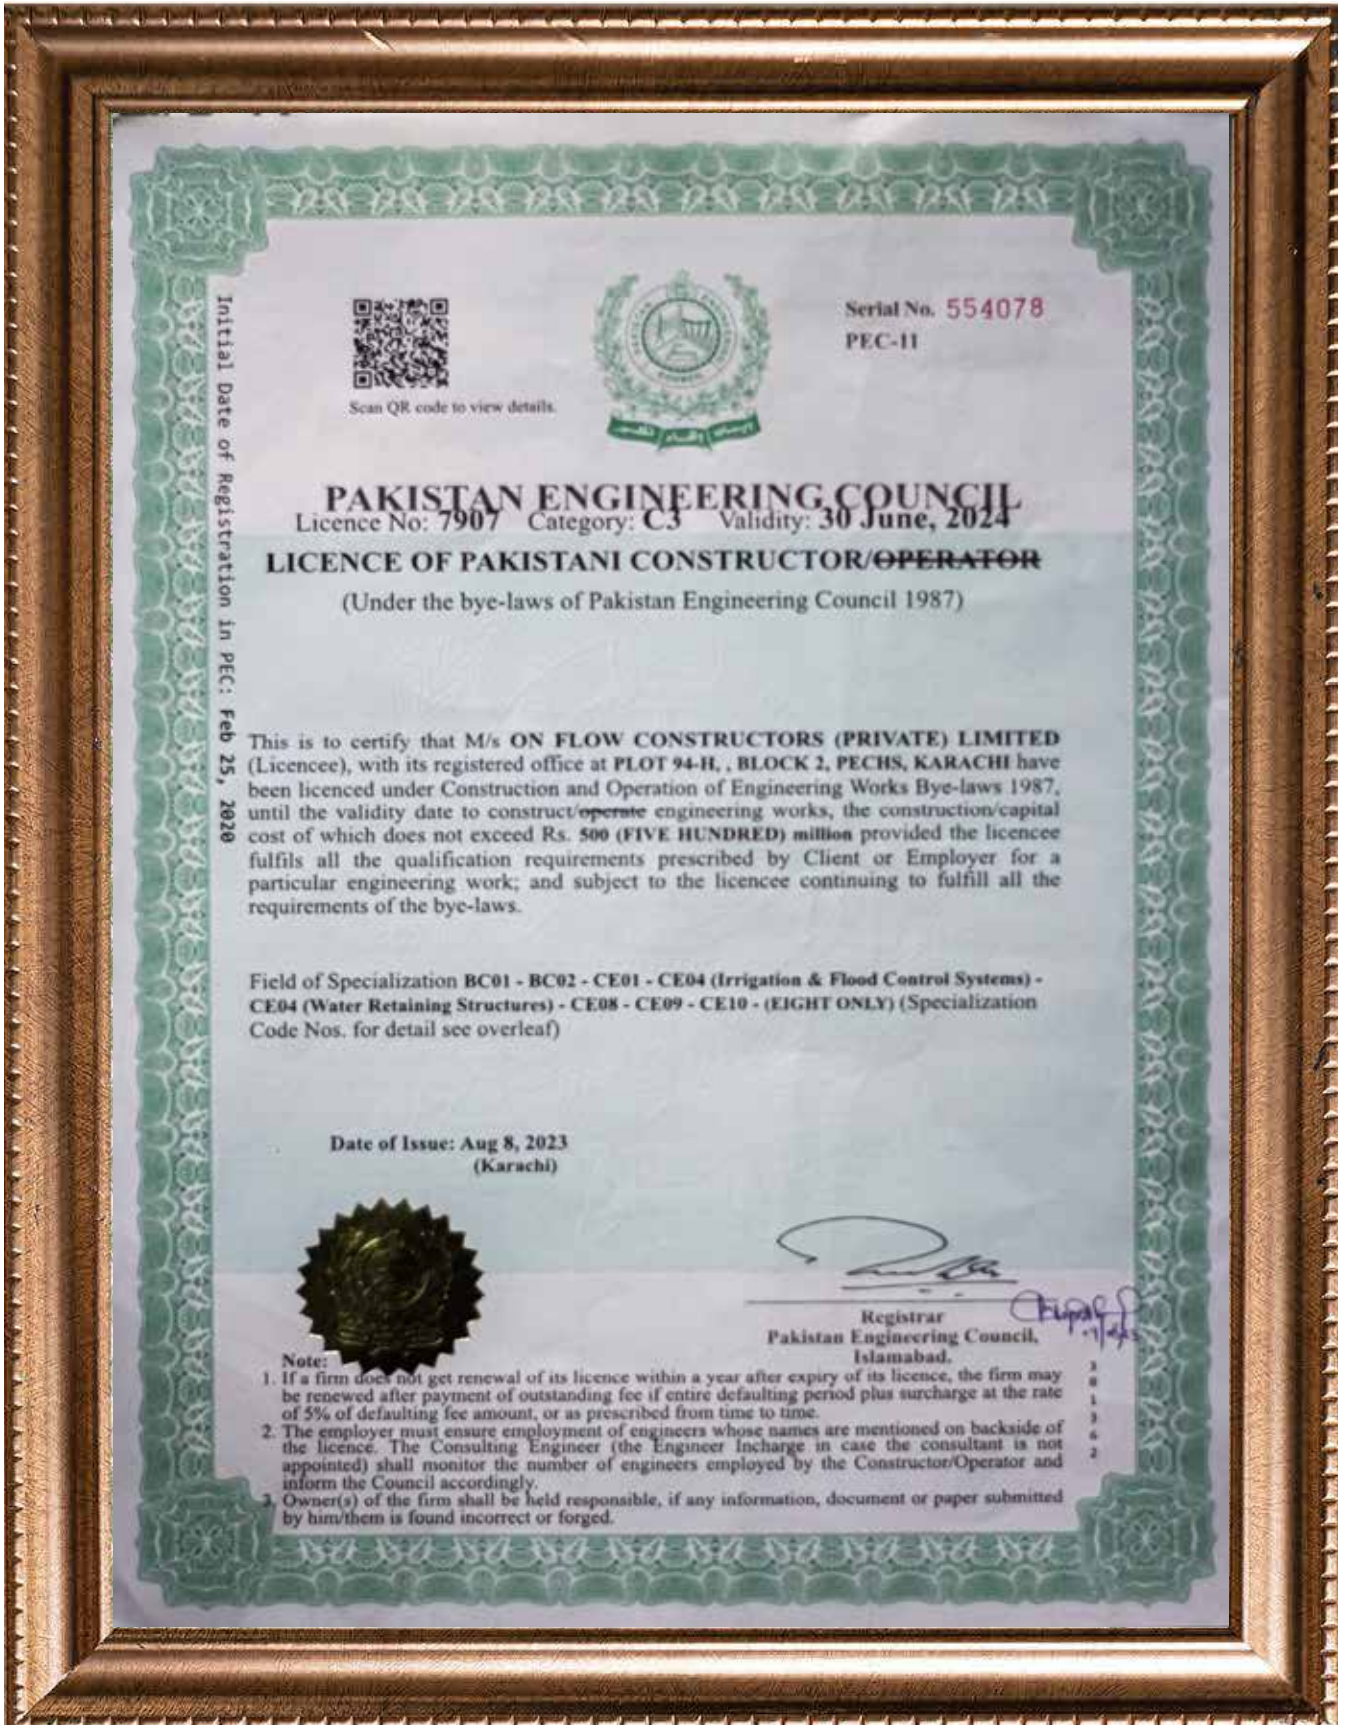 Serial No. 554078
PEC-11
Scan QR code to view details.
PAKISTAN ENGINEERING COUNCIL
Licence No: 7907 Category: C3 Validity: 30 June, 2024
LICENCE OF PAKISTANI CONSTRUCTOR/OPERATOR
(Under the bye-laws of Pakistan Engineering Council 1987)
Initial Date of Registration in PEC: Feb 25, 2020
This is to certify that M/s ON FLOW CONSTRUCTORS (PRIVATE) LIMITED
(Licencee), with its registered office at PLOT 94-H, , BLOCK 2, PECHS, KARACHI have
been licenced under Construction and Operation of Engineering Works Bye-laws 1987,
until the validity date to construct/operate engineering works, the construction/capital
cost of which does not exceed Rs. 500 (FIVE HUNDRED) million provided the licencee
fulfils all the qualification requirements prescribed by Client or Employer for a
particular engineering work; and subject to the licencee continuing to fulfill all the
requirements of the bye-laws.
Field of Specialization BC01 - BC02 - CE01 - CE04 (Irrigation & Flood Control Systems) -
CE04 (Water Retaining Structures) - CE08 - CE09 - CE10 - (EIGHT ONLY) (Specialization
Code Nos. for detail see overleaf)
Date of Issue: Aug 8, 2023
(Karachi)
Registrar
Pakistan Engineering Council,
Islamabad.
Note:
1. If a firm does not get renewal of its licence within a year after expiry of its licence, the firm may
be renewed after payment of outstanding fee if entire defaulting period plus surcharge at the rate
of 5% of defaulting fee amount, or as prescribed from time to time.
2. The employer must ensure employment of engineers whose names are mentioned on backside of
the licence. The Consulting Engineer (the Engineer Incharge in case the consultant is not
appointed) shall monitor the number of engineers employed by the Constructor/Operator and
inform the Council accordingly.
3. Owner(s) of the firm shall be held responsible, if any information, document or paper submitted
by him/them is found incorrect or forged.